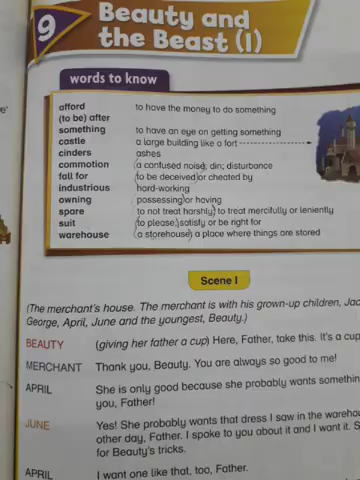 9
Beauty and
the Beast (I)
words to know
afford to have the money to do something
(to be) after
something to have an eye on getting something
castle a large building like a fort
cinders ashes
commotion (a confused noise; din; disturbance
fall for (to be deceived) or cheated by
industrious hard-working
owning possessing) or having
spare to not treat harshly) to treat mercifully or leniently
suit (to please;) satisfy or be right for
warehouse (a storehouse) a place where things are stored
Scene I
(The merchant's house. The merchant is with his grown-up children,
George, April, June and the youngest, Beauty.)
BEAUTY (giving her father a cup) Here, Father, take this. It's a cup
MERCHANT Thank you, Beauty. You are always so good to me!
APRIL She is only good because she probably wants
you, Father!
JUNE Yes! She probably wants that dress I saw in the
other day, Father. I spoke to you about it and I want it.
for Beauty's tricks.
APRIL I want one like that, too, Father.